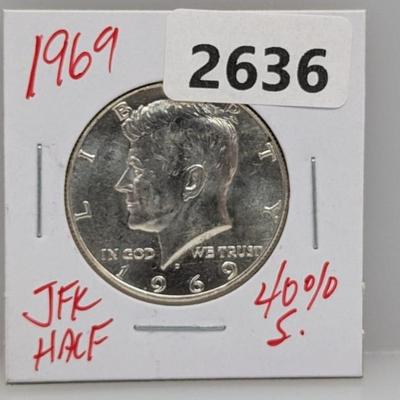 1969
2636
LIBERTY
IN GOD WE TRUST
D
1969
JFK
HALF
40%
S.